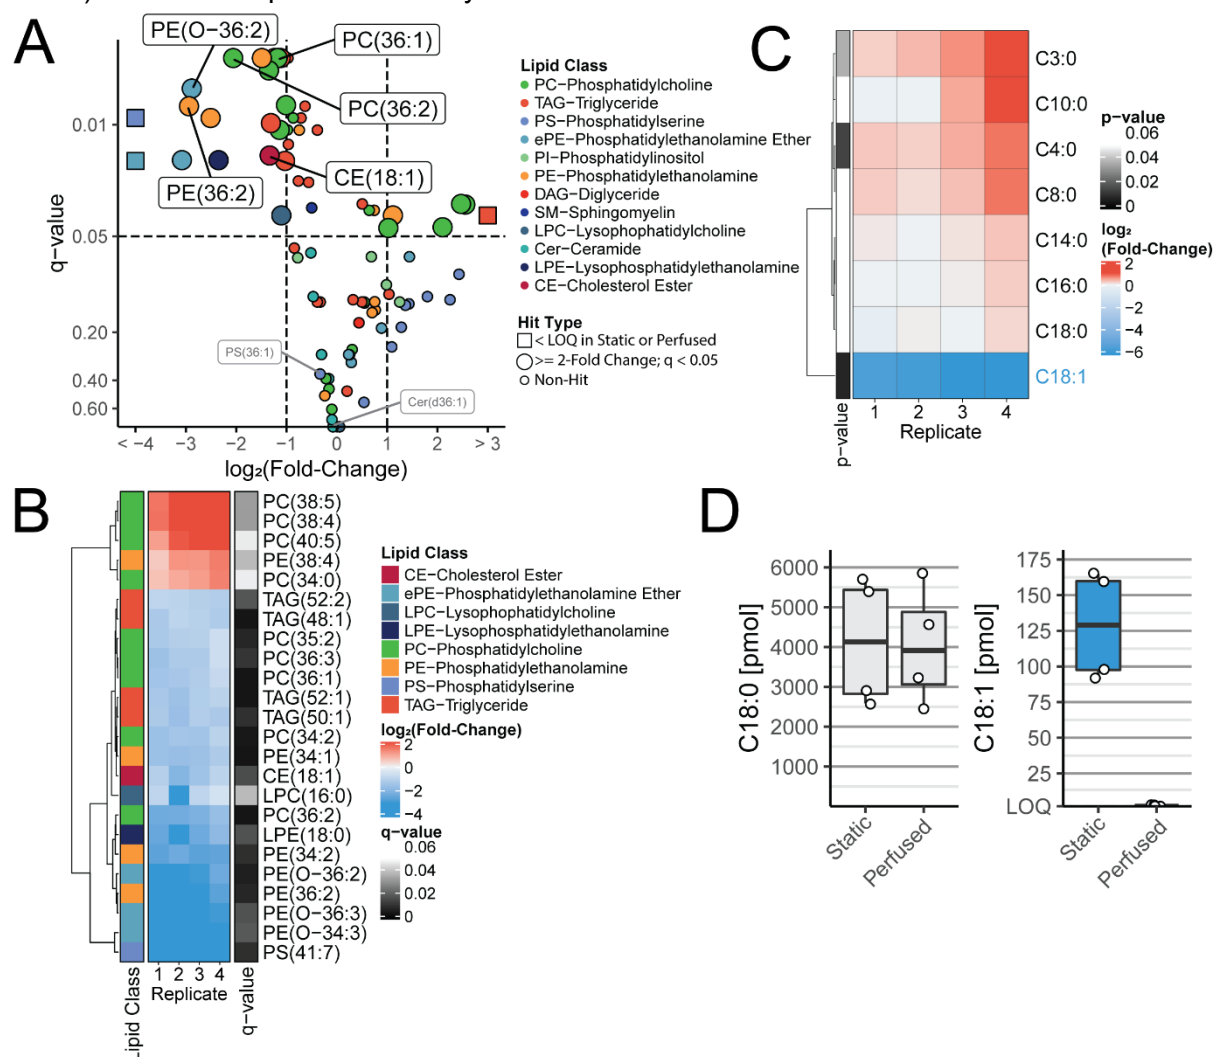 A
PE(O−36:2)
PC(36:1)
PC(36:2)
PE(36:2)
CE(18:1)
PS(36:1)
Cer(d36:1)
q−value
0.01
0.05
0.20
0.40
0.60
< −4
−3
−2
−1
0
1
2
> 3
log₂(Fold−Change)
Lipid Class
PC−Phosphatidylcholine
TAG−Triglyceride
PS−Phosphatidylserine
ePE−Phosphatidylethanolamine Ether
PI−Phosphatidylinositol
PE−Phosphatidylethanolamine
DAG−Diglyceride
SM−Sphingomyelin
LPC−Lysophophatidylcholine
Cer−Ceramide
LPE−Lysophosphatidylethanolamine
CE−Cholesterol Ester
Hit Type
< LOQ in Static or Perfused
>= 2−Fold Change; q < 0.05
Non−Hit
C
C3:0
C10:0
C4:0
C8:0
C14:0
C16:0
C18:0
C18:1
p−value
1
2
3
4
Replicate
p−value
0.06
0.04
0.02
0
log₂
(Fold−Change)
2
0
−2
−4
−6
B
PC(38:5)
PC(38:4)
PC(40:5)
PE(38:4)
PC(34:0)
TAG(52:2)
TAG(48:1)
PC(35:2)
PC(36:3)
PC(36:1)
TAG(52:1)
TAG(50:1)
PC(34:2)
PE(34:1)
CE(18:1)
LPC(16:0)
PC(36:2)
LPE(18:0)
PE(34:2)
PE(O−36:2)
PE(36:2)
PE(O−36:3)
PE(O−34:3)
PS(41:7)
Lipid Class
1
2
3
4
Replicate
q−value
Lipid Class
CE−Cholesterol Ester
ePE−Phosphatidylethanolamine Ether
LPC−Lysophophatidylcholine
LPE−Lysophosphatidylethanolamine
PC−Phosphatidylcholine
PE−Phosphatidylethanolamine
PS−Phosphatidylserine
TAG−Triglyceride
log₂(Fold−Change)
2
0
−2
−4
q−value
0.06
0.04
0.02
0
D
C18:0 [pmol]
6000
5000
4000
3000
2000
1000
Static
Perfused
C18:1 [pmol]
175
150
125
100
75
50
25
LOQ
Static
Perfused